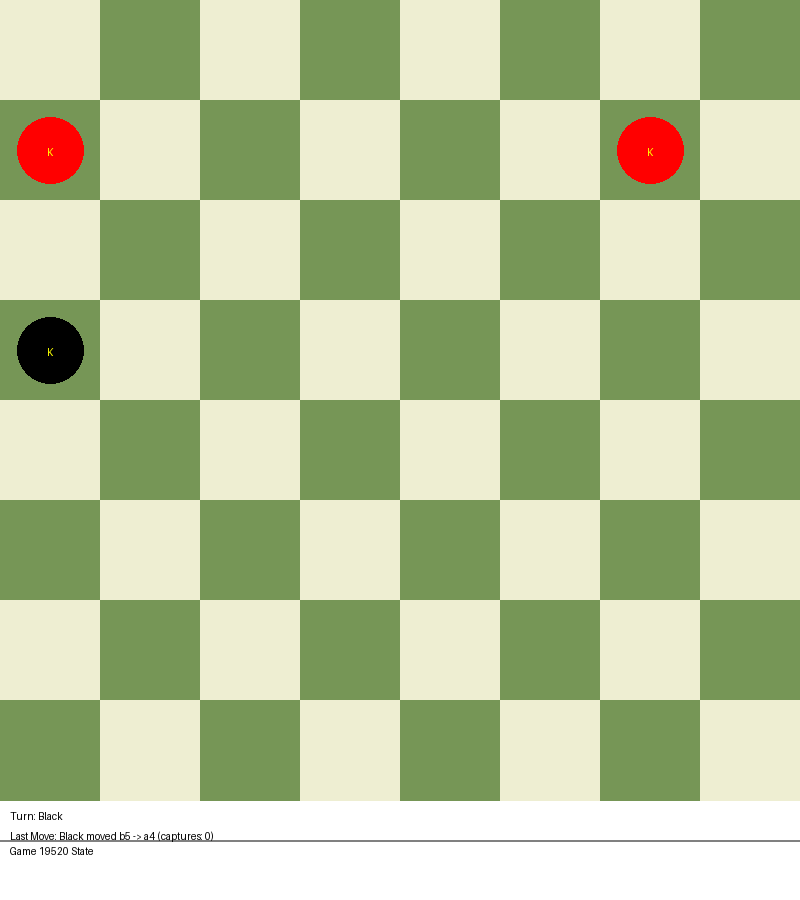 K K
K
Turn: Black
Last Move: Black moved b5 -> a4 (captures: 0)
Game 19520 State